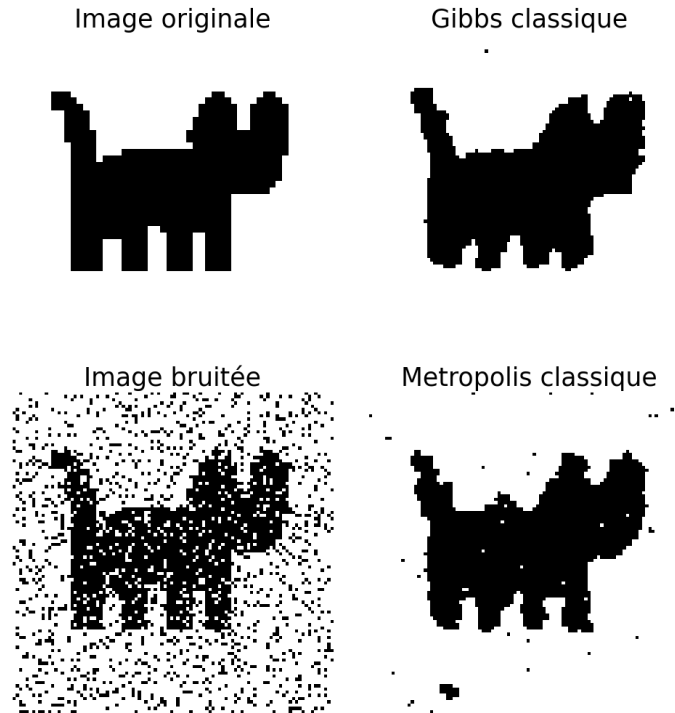 Image originale
Gibbs classique
Image bruitée
Metropolis classique